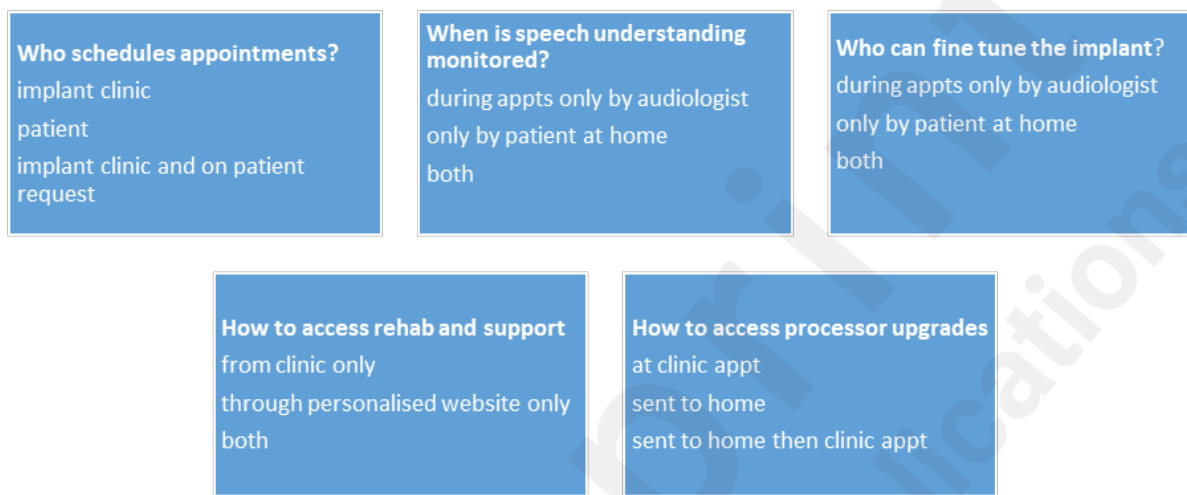 Who schedules appointments?
implant clinic
patient
implant clinic and on patient
request
When is speech understanding
monitored?
during appts only by audiologist
only by patient at home
both
Who can fine tune the implant?
during appts only by audiologist
only by patient at home
both
How to access rehab and support
from clinic only
through personalised website only
both
How to access processor upgrades
at clinic appt
sent to home
sent to home then clinic appt